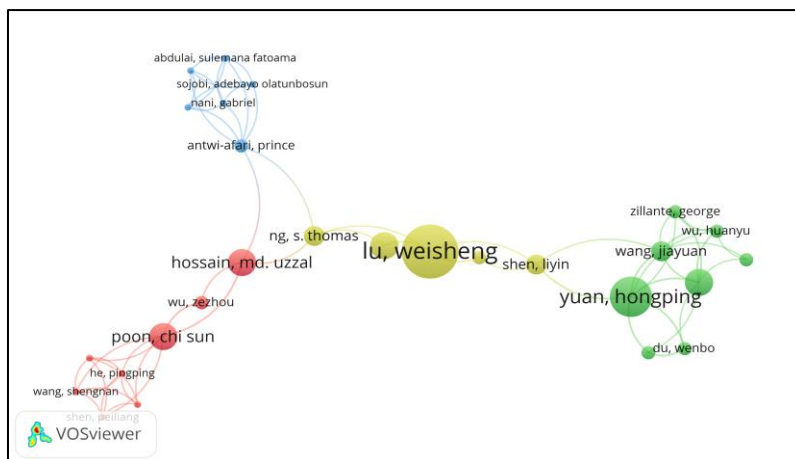 abdulai, sulemana fatoama
sojobi, adebayo olatunbosun
nani, gabriel
antwi-afari, prince
zillante, george
wu, huanyu
ng, s. thomas
lu, weisheng
wang, jiayuan
hossain, md. uzzal
shen, liyin
yuan, hongping
wu, zezhou
poon, chi sun
du, wenbo
he, pingping
wang, shengnan
shen, peiliang
VOSviewer